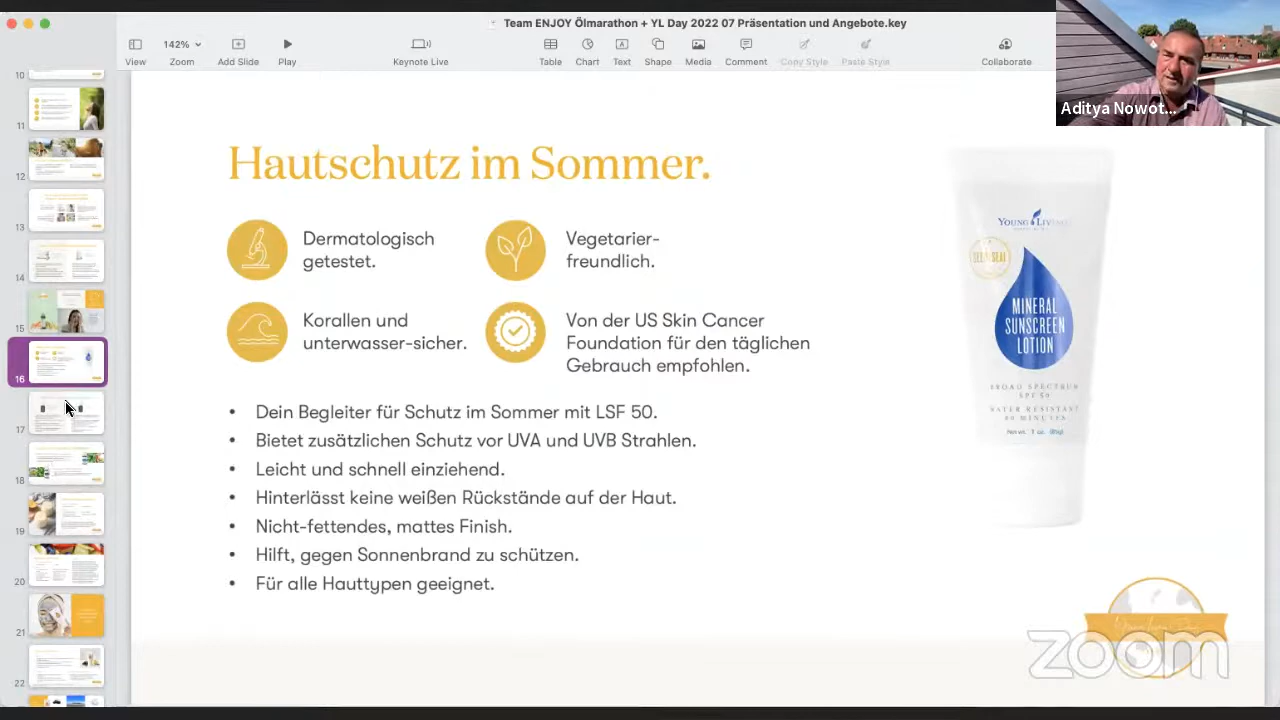 Team ENJOY Ölmarathon + YL Day 2022 07 Präsentation und Angebote.key
142%
View
Zoom
Add Slide
Play
Keynote Live
Table
Chart
Text
Shape
Media
Comment
Copy Style
Paste Style
Collaborate
Aditya Nowot...
10
11
12
13
14
15
16
17
18
19
20
21
22
Hautschutz im Sommer.
Dermatologisch
getestet.
Vegetarier-
freundlich.
Korallen und
unterwasser-sicher.
Von der US Skin Cancer
Foundation für den täglichen
Gebrauch empfohlen.
• Dein Begleiter für Schutz im Sommer mit LSF 50.
• Bietet zusätzlichen Schutz vor UVA und UVB Strahlen.
• Leicht und schnell einziehend.
• Hinterlässt keine weißen Rückstände auf der Haut.
• Nicht-fettendes, mattes Finish.
• Hilft, gegen Sonnenbrand zu schützen.
• Für alle Hauttypen geeignet.
YOUNG LIVING
MINERAL
SUNSCREEN
LOTION
BROAD SPECTRUM
SPF 50
WATER RESISTANT
80 MINUTES
zoom